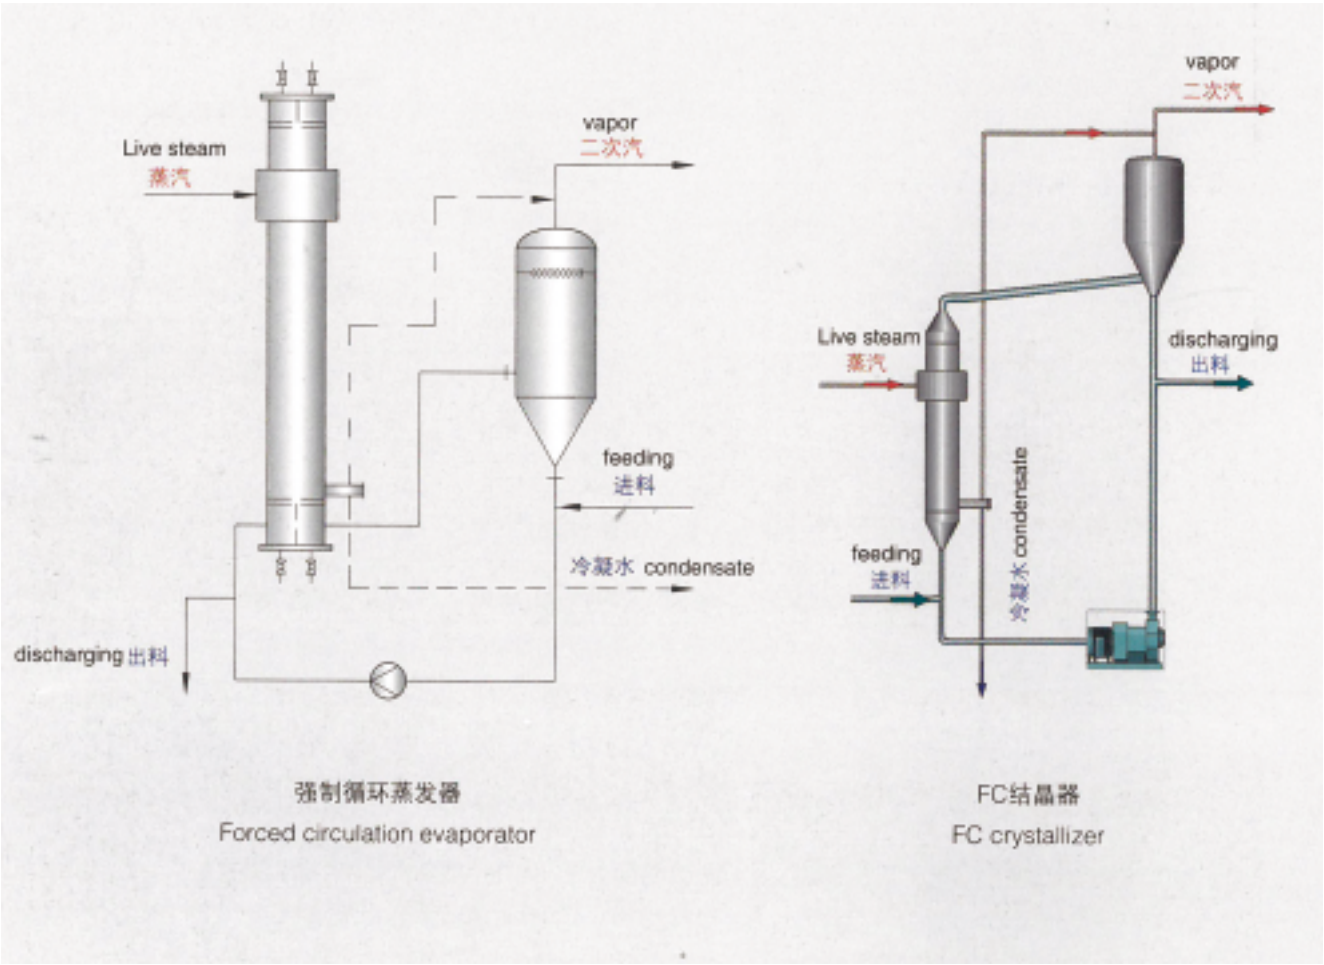 Live steam
蒸汽
vapor
二次汽
feeding
进料
冷凝水 condensate
discharging 出料
强制循环蒸发器
Forced circulation evaporator
vapor
二次汽
Live steam
蒸汽
discharging
出料
冷凝水 condensate
feeding
进料
FC结晶器
FC crystallizer